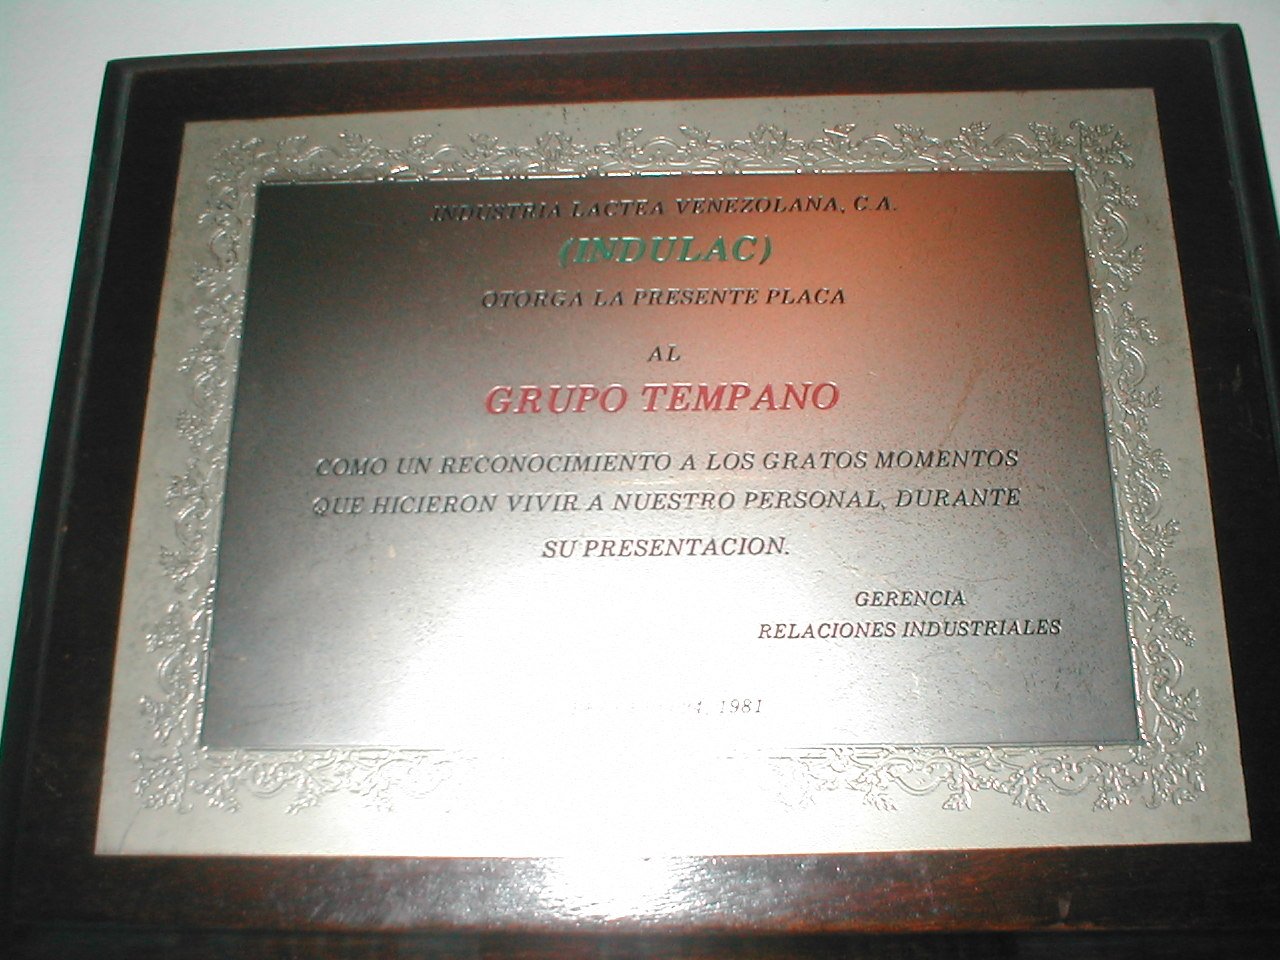 INDUSTRIA LACTEA VENEZOLANA, C.A.
(INDULAC)
OTORGA LA PRESENTE PLACA
AL
GRUPO TEMPANO
COMO UN RECONOCIMIENTO A LOS GRATOS MOMENTOS
QUE HICIERON VIVIR A NUESTRO PERSONAL, DURANTE
SU PRESENTACION.
GERENCIA
RELACIONES INDUSTRIALES
1981